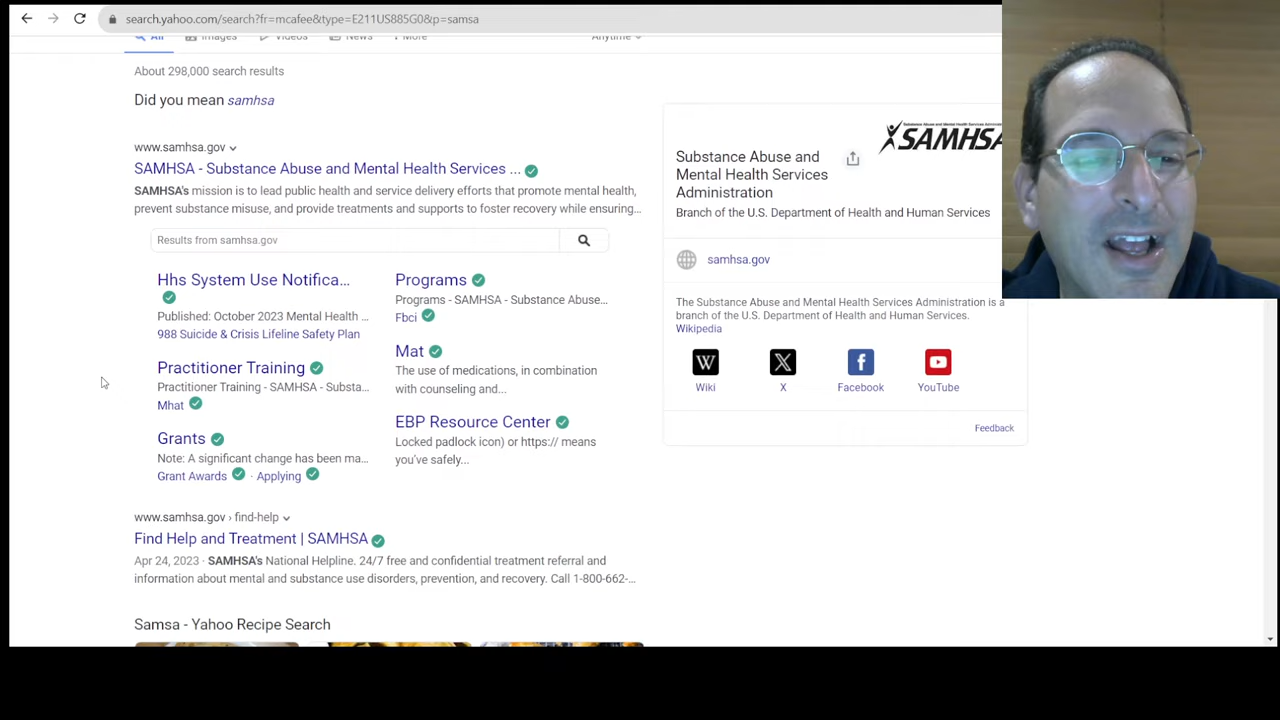 search.yahoo.com/search?fr=mcafee&type=E211US885G0&p=samsa
All Images Videos News More Anytime
About 298,000 search results
Did you mean samhsa
www.samhsa.gov
SAMHSA - Substance Abuse and Mental Health Services ...
SAMHSA's mission is to lead public health and service delivery efforts that promote mental health,
prevent substance misuse, and provide treatments and supports to foster recovery while ensuring...
Results from samhsa.gov
Hhs System Use Notifica...
Published: October 2023 Mental Health ...
988 Suicide & Crisis Lifeline Safety Plan
Practitioner Training
Practitioner Training - SAMHSA - Substa...
Mhat
Grants
Note: A significant change has been ma...
Grant Awards · Applying
Programs
Programs - SAMHSA - Substance Abuse...
Fbci
Mat
The use of medications, in combination
with counseling and...
EBP Resource Center
Locked padlock icon) or https:// means
you've safely...
www.samhsa.gov › find-help
Find Help and Treatment | SAMHSA
Apr 24, 2023 · SAMHSA's National Helpline. 24/7 free and confidential treatment referral and
information about mental and substance use disorders, prevention, and recovery. Call 1-800-662-...
Samsa - Yahoo Recipe Search
SAMHSA
Substance Abuse and
Mental Health Services
Administration
Branch of the U.S. Department of Health and Human Services
samhsa.gov
The Substance Abuse and Mental Health Services Administration is a
branch of the U.S. Department of Health and Human Services.
Wikipedia
W
Wiki
X
X
f
Facebook
YouTube
Feedback